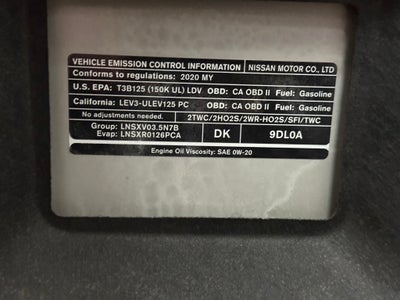 VEHICLE EMISSION CONTROL INFORMATION NISSAN MOTOR CO., LTD
Conforms to regulations: 2020 MY
U.S. EPA: T3B125 (150K UL) LDV OBD: CA OBD II Fuel: Gasoline
California: LEV3-ULEV125 PC OBD: CA OBD II Fuel: Gasoline
No adjustments needed. 2TWC/2HO2S/2WR-HO2S/SFI/TWC
Group: LNSXV03.5N7B
Evap: LNSXR0126PCA
DK 9DL0A
Engine Oil Viscosity: SAE 0W-20